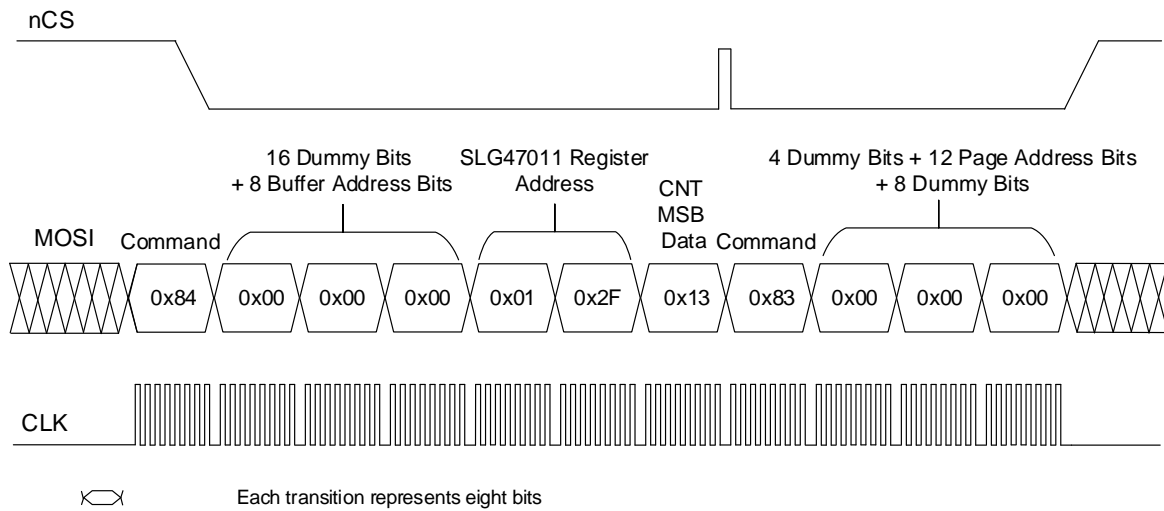 nCS
16 Dummy Bits
+ 8 Buffer Address Bits
SLG47011 Register
Address
CNT
MSB
Data
4 Dummy Bits + 12 Page Address Bits
+ 8 Dummy Bits
MOSI
Command
Command
0x84
0x00
0x00
0x00
0x01
0x2F
0x13
0x83
0x00
0x00
0x00
CLK
Each transition represents eight bits